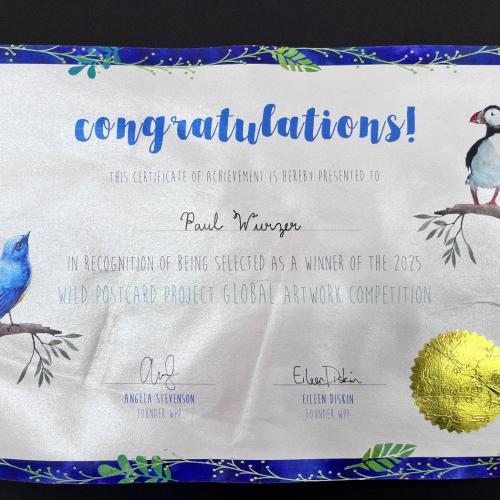 congratulations!
THIS CERTIFICATE OF ACHIEVEMENT IS HEREBY PRESENTED TO
Paul Wurzer
IN RECOGNITION OF BEING SELECTED AS A WINNER OF THE 2025
WILD POSTCARD PROJECT GLOBAL ARTWORK COMPETITION
Eileen Diskin
ANGELA STEVENSON
FOUNDER WPP
EILEEN DISKIN
FOUNDER WPP